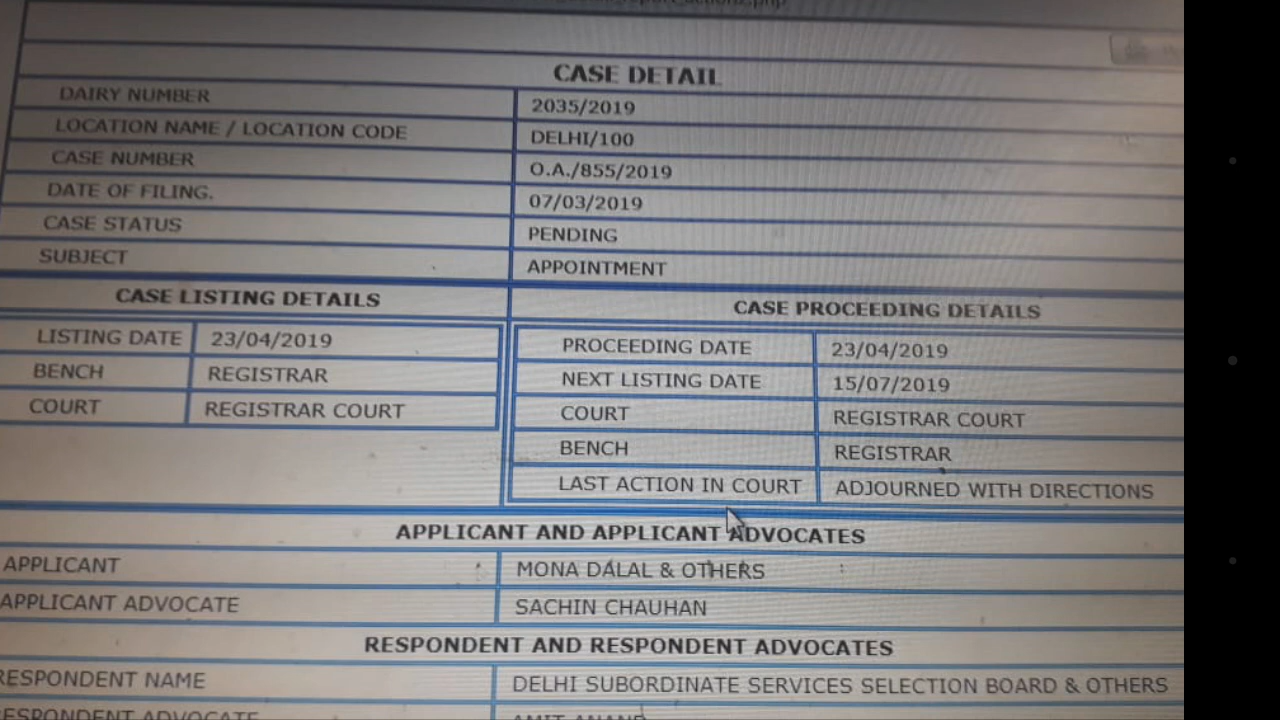 CASE DETAIL
DAIRY NUMBER 2035/2019
LOCATION NAME / LOCATION CODE DELHI/100
CASE NUMBER O.A./855/2019
DATE OF FILING. 07/03/2019
CASE STATUS PENDING
SUBJECT APPOINTMENT
CASE LISTING DETAILS
LISTING DATE 23/04/2019
BENCH REGISTRAR
COURT REGISTRAR COURT
CASE PROCEEDING DETAILS
PROCEEDING DATE 23/04/2019
NEXT LISTING DATE 15/07/2019
COURT REGISTRAR COURT
BENCH REGISTRAR
LAST ACTION IN COURT ADJOURNED WITH DIRECTIONS
APPLICANT AND APPLICANT ADVOCATES
APPLICANT MONA DALAL & OTHERS
APPLICANT ADVOCATE SACHIN CHAUHAN
RESPONDENT AND RESPONDENT ADVOCATES
RESPONDENT NAME DELHI SUBORDINATE SERVICES SELECTION BOARD & OTHERS
RESPONDENT ADVOCATE AMIT ANAND